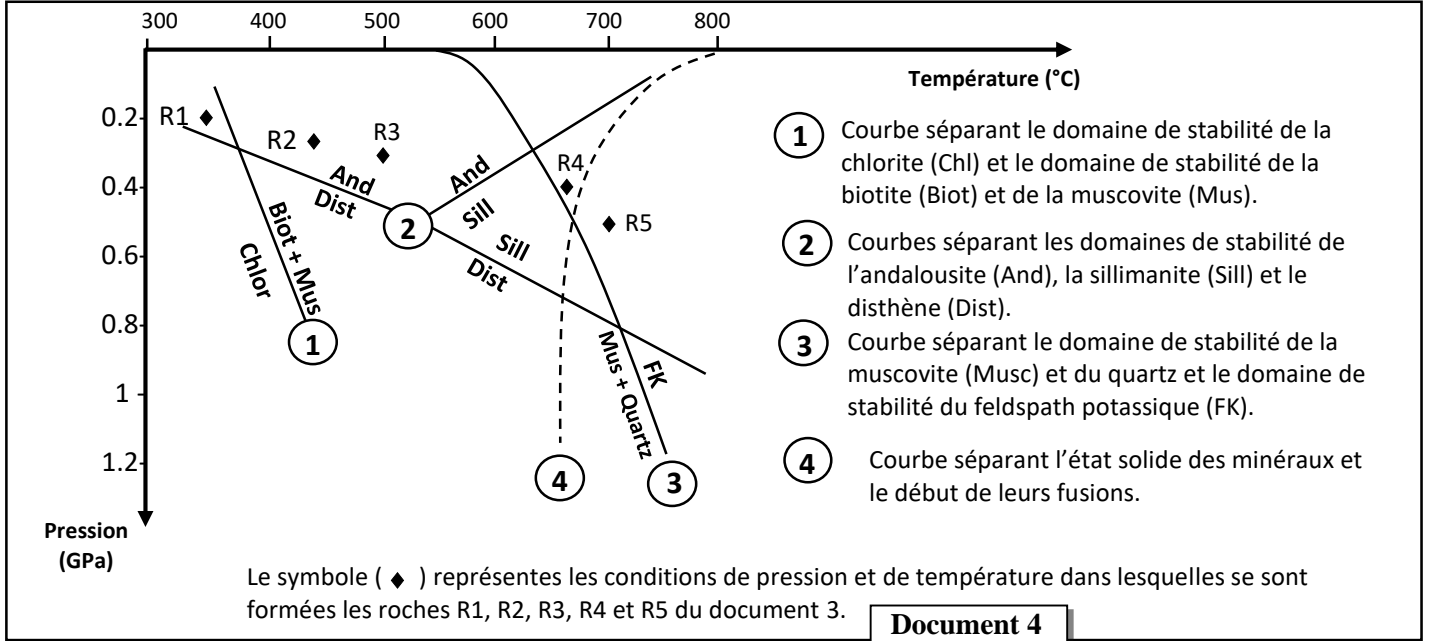 300 400 500 600 700 800
Température (°C)
0.2
0.4
0.6
0.8
1
1.2
Pression
(GPa)
R1
R2
R3
R4
R5
And
Dist
And
Sill
Sill
Dist
Chlor
Biot + Mus
Mus + Quartz
FK
1
2
3
4
1 Courbe séparant le domaine de stabilité de la
chlorite (Chl) et le domaine de stabilité de la
biotite (Biot) et de la muscovite (Mus).
2 Courbes séparant les domaines de stabilité de
l’andalousite (And), la sillimanite (Sill) et le
disthène (Dist).
3 Courbe séparant le domaine de stabilité de la
muscovite (Musc) et du quartz et le domaine de
stabilité du feldspath potassique (FK).
4 Courbe séparant l’état solide des minéraux et
le début de leurs fusions.
Le symbole ( ♦ ) représentes les conditions de pression et de température dans lesquelles se sont
formées les roches R1, R2, R3, R4 et R5 du document 3.
Document 4